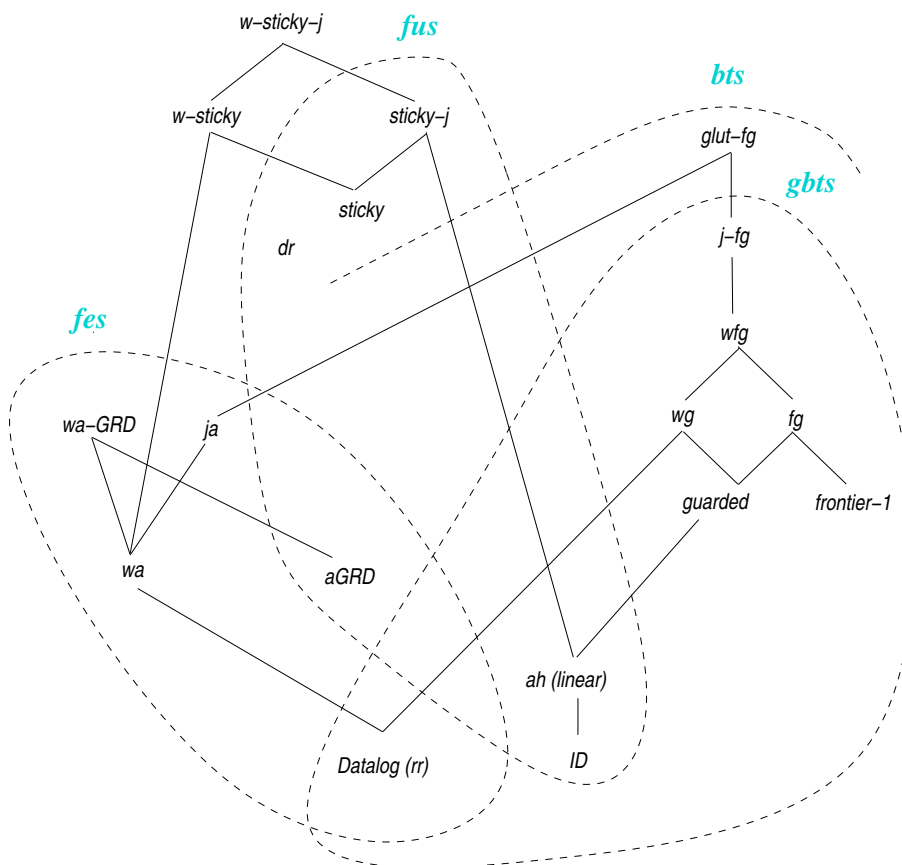 w-sticky-j
fus
bts
w-sticky
sticky-j
glut-fg
gbts
sticky
dr
j-fg
fes
wfg
wa-GRD
ja
wg
fg
guarded
frontier-1
wa
aGRD
ah (linear)
Datalog (rr)
ID